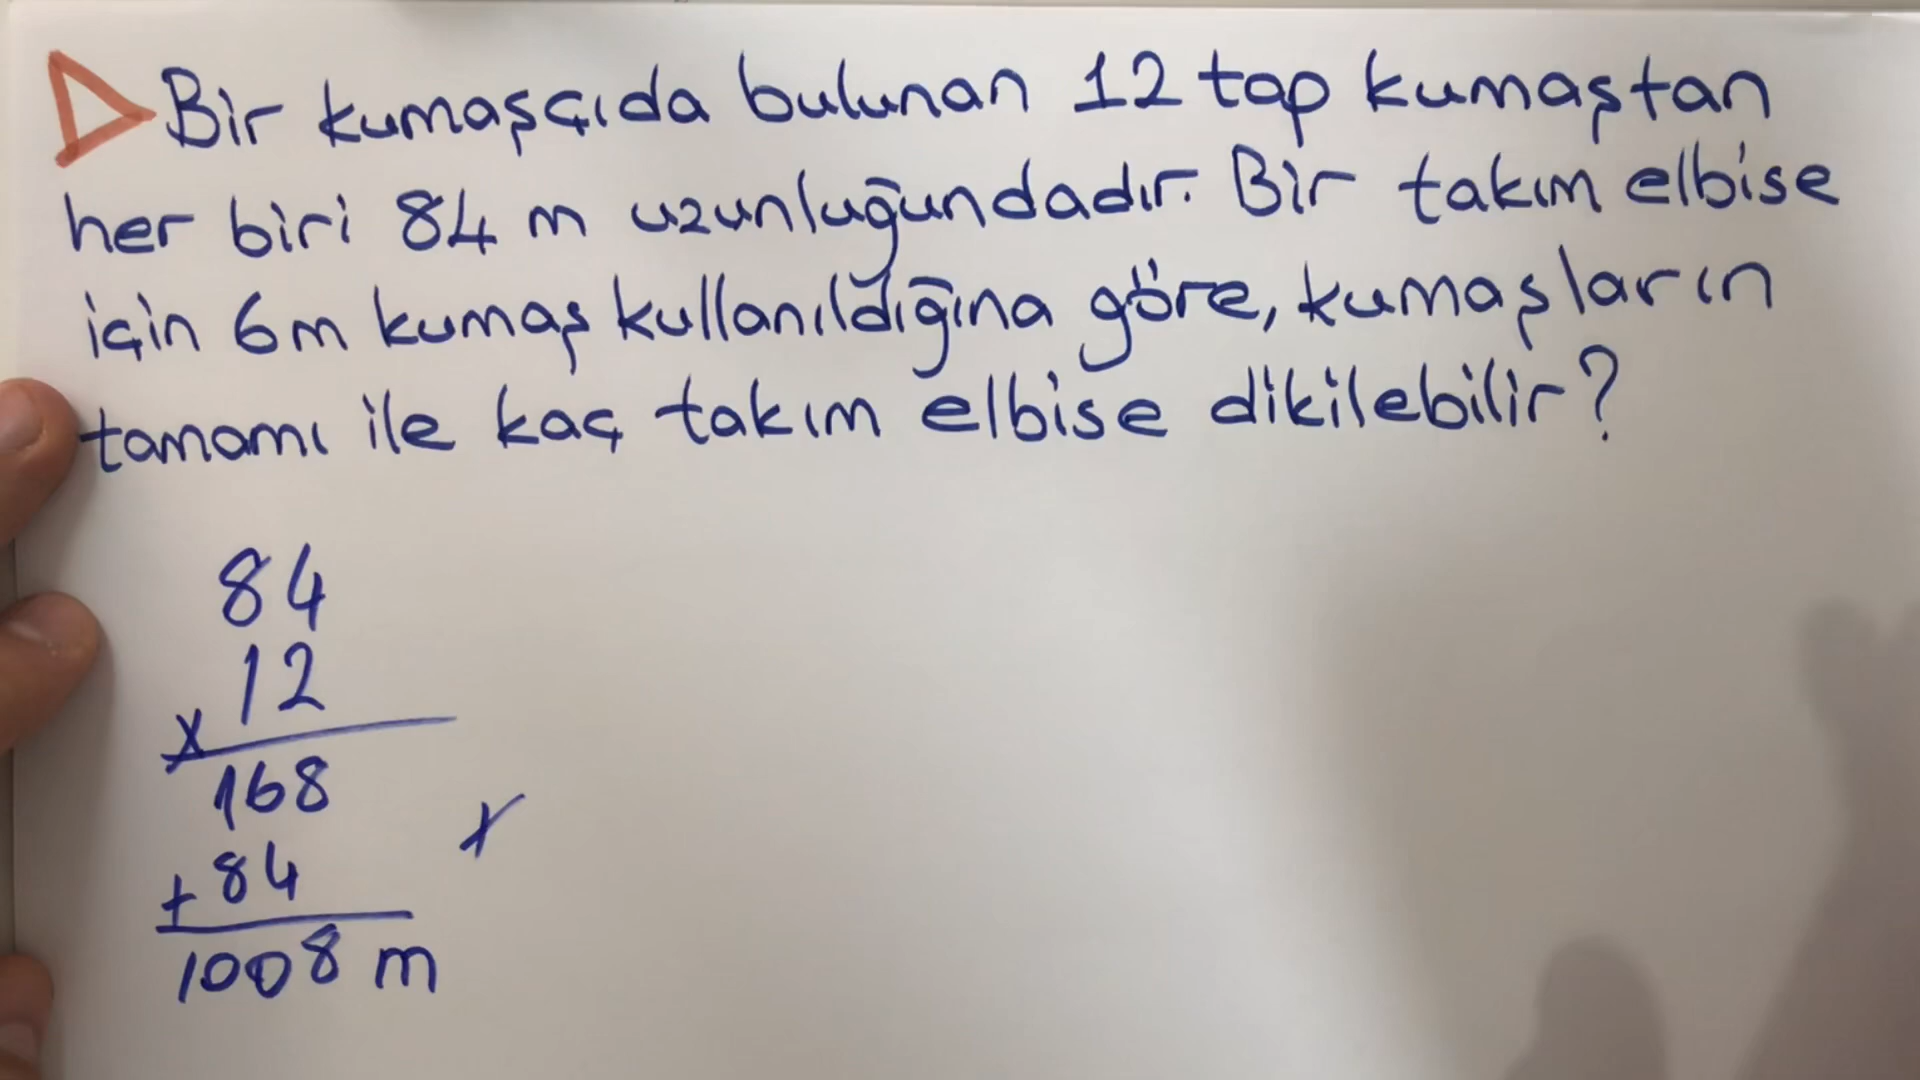 Bir kumaşçıda bulunan 12 top kumaştan
her biri 84 m uzunluğundadır. Bir takım elbise
için 6m kumaş kullanıldığına göre, kumaşların
tamamı ile kaç takım elbise dikilebilir?
84
12
x
168
+ 84
1008 m